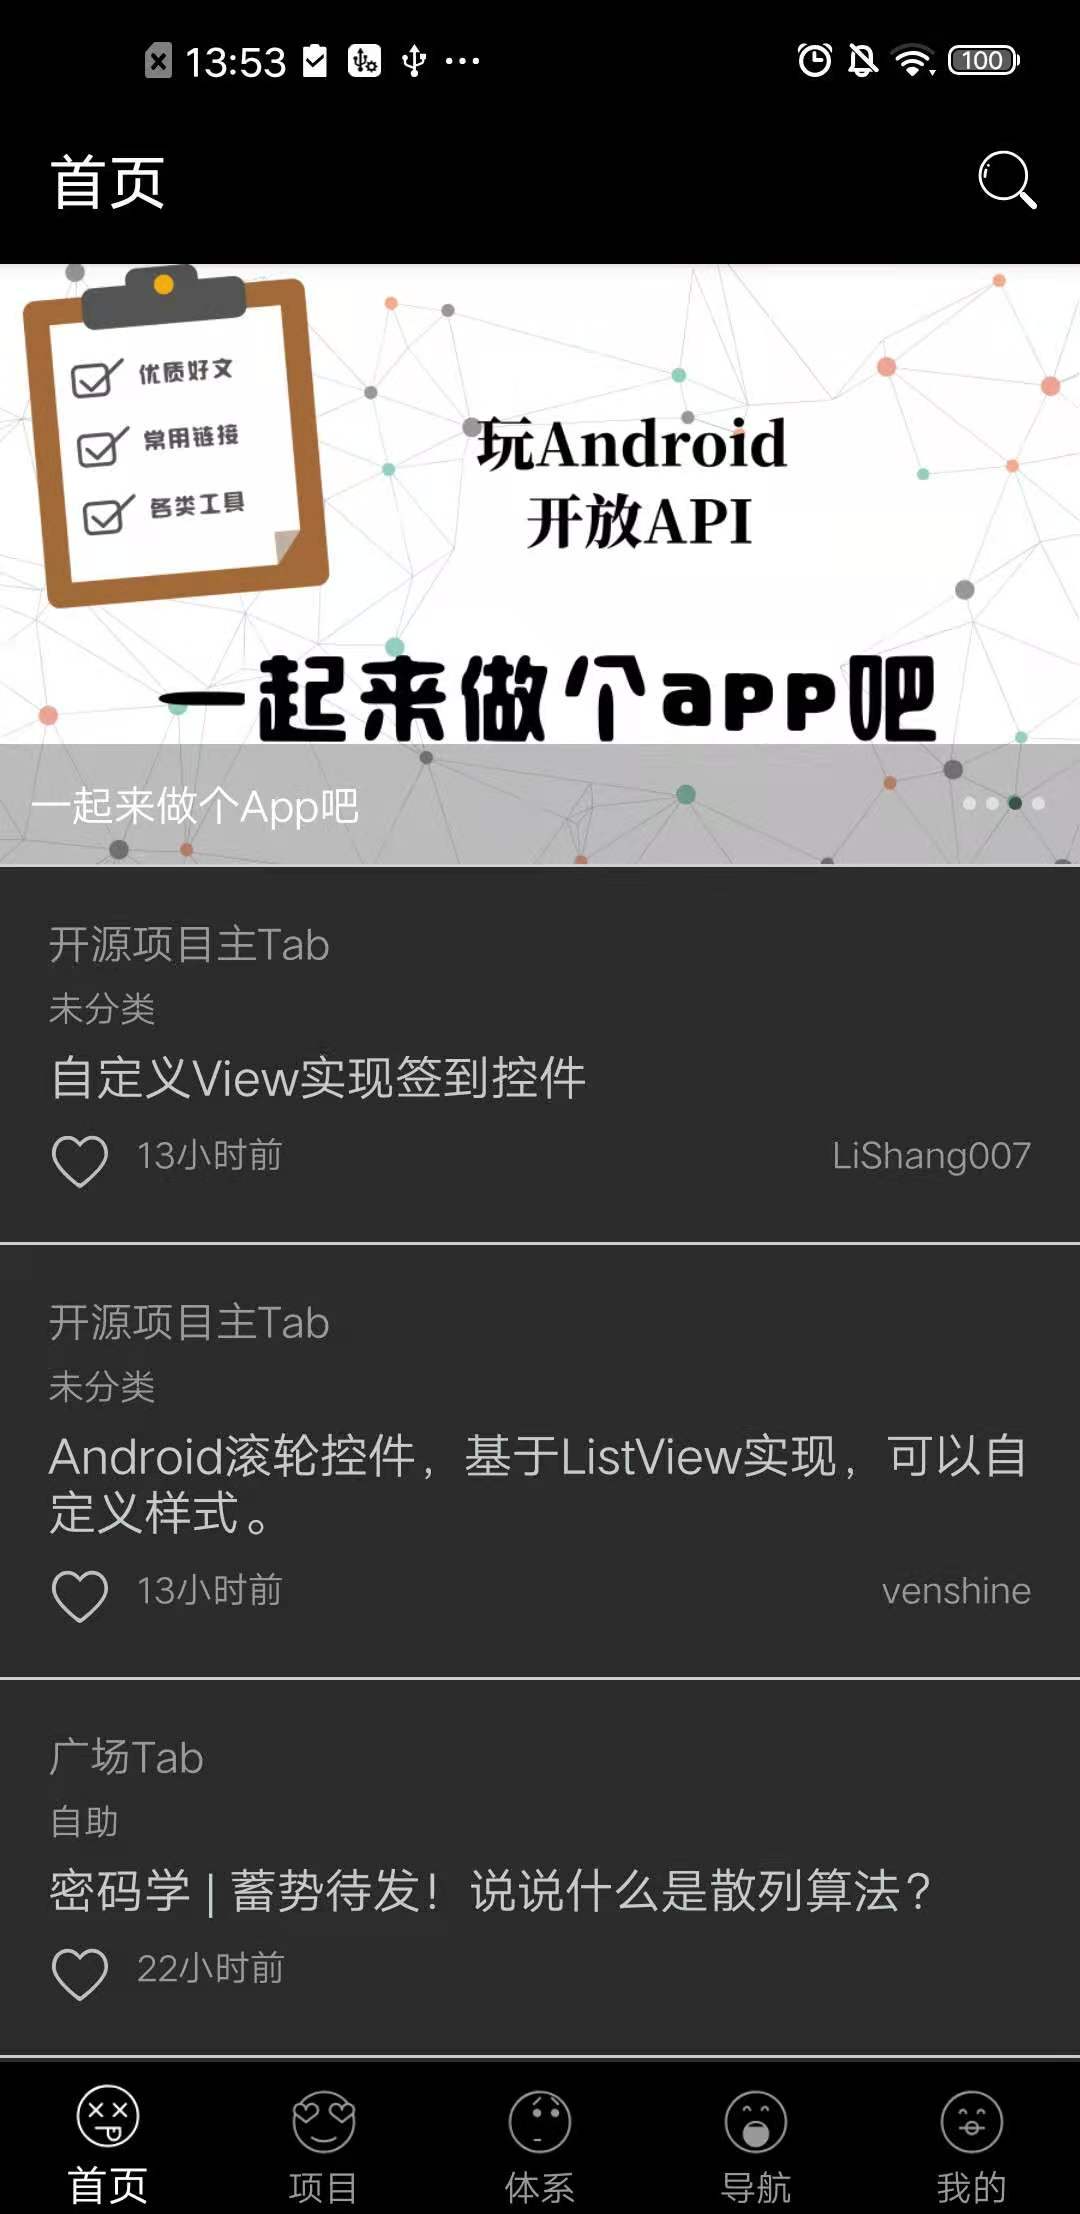 13:53
100
首页
优质好文
常用链接
各类工具
玩Android
开放API
一起来做个app吧
一起来做个App吧
开源项目主Tab
未分类
自定义View实现签到控件
13小时前
LiShang007
开源项目主Tab
未分类
Android滚轮控件，基于ListView实现，可以自
定义样式。
13小时前
venshine
广场Tab
自助
密码学 | 蓄势待发！说说什么是散列算法？
22小时前
首页
项目
体系
导航
我的